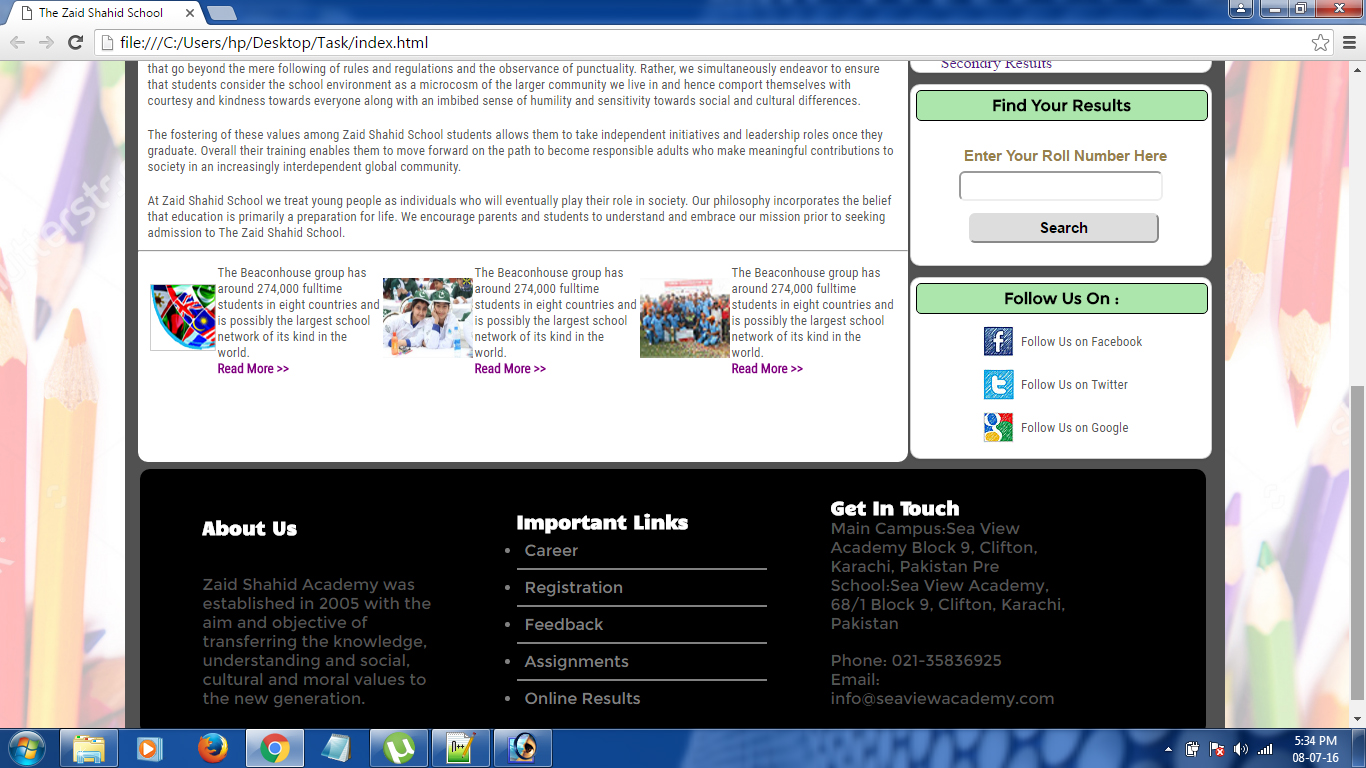 The Zaid Shahid School
file:///C:/Users/hp/Desktop/Task/index.html
that go beyond the mere following of rules and regulations and the observance of punctuality. Rather, we simultaneously endeavor to ensure
that students consider the school environment as a microcosm of the larger community we live in and hence comport themselves with
courtesy and kindness towards everyone along with an imbibed sense of humility and sensitivity towards social and cultural differences.
The fostering of these values among Zaid Shahid School students allows them to take independent initiatives and leadership roles once they
graduate. Overall their training enables them to move forward on the path to become responsible adults who make meaningful contributions to
society in an increasingly interdependent global community.
At Zaid Shahid School we treat young people as individuals who will eventually play their role in society. Our philosophy incorporates the belief
that education is primarily a preparation for life. We encourage parents and students to understand and embrace our mission prior to seeking
admission to The Zaid Shahid School.
The Beaconhouse group has
around 274,000 fulltime
students in eight countries and
is possibly the largest school
network of its kind in the
world.
Read More >>
The Beaconhouse group has
around 274,000 fulltime
students in eight countries and
is possibly the largest school
network of its kind in the
world.
Read More >>
The Beaconhouse group has
around 274,000 fulltime
students in eight countries and
is possibly the largest school
network of its kind in the
world.
Read More >>
Secondry Results
Find Your Results
Enter Your Roll Number Here
Search
Follow Us On :
Follow Us on Facebook
Follow Us on Twitter
Follow Us on Google
About Us
Zaid Shahid Academy was
established in 2005 with the
aim and objective of
transferring the knowledge,
understanding and social,
cultural and moral values to
the new generation.
Important Links
Career
Registration
Feedback
Assignments
Online Results
Get In Touch
Main Campus:Sea View
Academy Block 9, Clifton,
Karachi, Pakistan Pre
School:Sea View Academy,
68/1 Block 9, Clifton, Karachi,
Pakistan
Phone: 021-35836925
Email:
info@seaviewacademy.com
5:34 PM
08-07-16